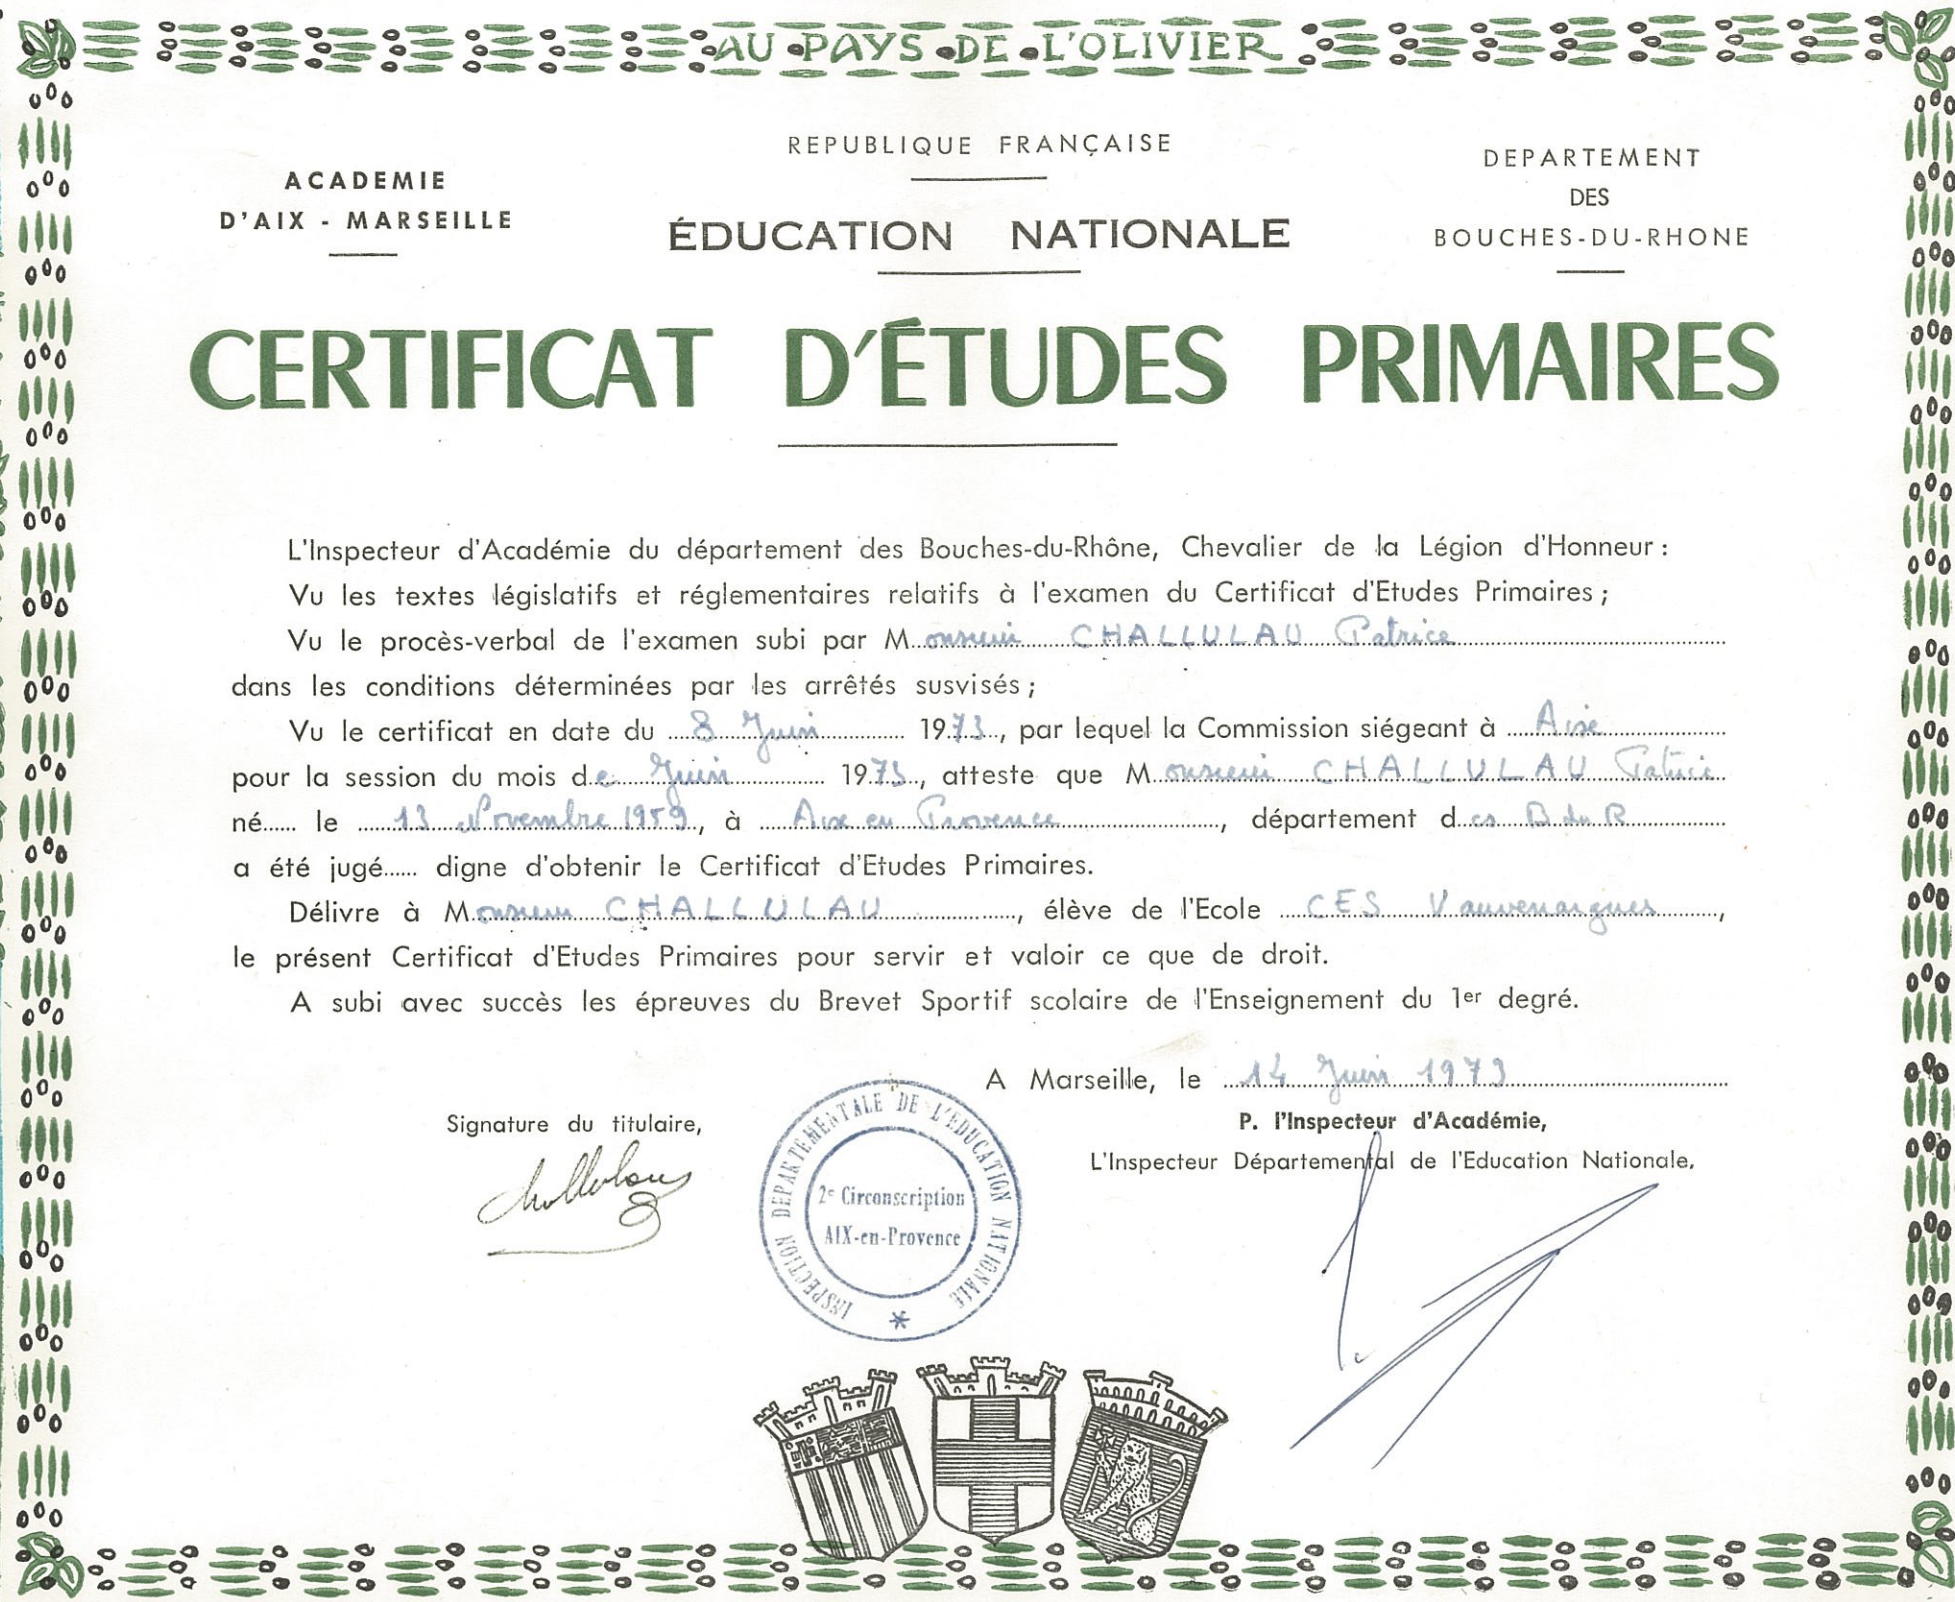 AU • PAYS • DE • L'OLIVIER
REPUBLIQUE FRANÇAISE
ACADEMIE
D'AIX - MARSEILLE
ÉDUCATION NATIONALE
DEPARTEMENT
DES
BOUCHES-DU-RHONE
CERTIFICAT D'ÉTUDES PRIMAIRES
L'Inspecteur d'Académie du département des Bouches-du-Rhône, Chevalier de la Légion d'Honneur :
Vu les textes législatifs et réglementaires relatifs à l'examen du Certificat d'Etudes Primaires ;
Vu le procès-verbal de l'examen subi par Monsieur CHALLULAU Patrice
dans les conditions déterminées par les arrêtés susvisés ;
Vu le certificat en date du 8 Juin 1973, par lequel la Commission siégeant à Aix
pour la session du mois de Juin 1973, atteste que Monsieur CHALLULAU Patrice
né...... le 13 Novembre 1959, à Aix en Provence, département des B du R
a été jugé...... digne d'obtenir le Certificat d'Etudes Primaires.
Délivre à Monsieur CHALLULAU, élève de l'Ecole CES Vauvenargues,
le présent Certificat d'Etudes Primaires pour servir et valoir ce que de droit.
A subi avec succès les épreuves du Brevet Sportif scolaire de l'Enseignement du 1er degré.
A Marseille, le 14 Juin 1973
Signature du titulaire,
P. l'Inspecteur d'Académie,
L'Inspecteur Départemental de l'Education Nationale.
INSPECTION DEPARTEMENTALE DE L'EDUCATION NATIONALE
2e Circonscription
AIX-en-Provence